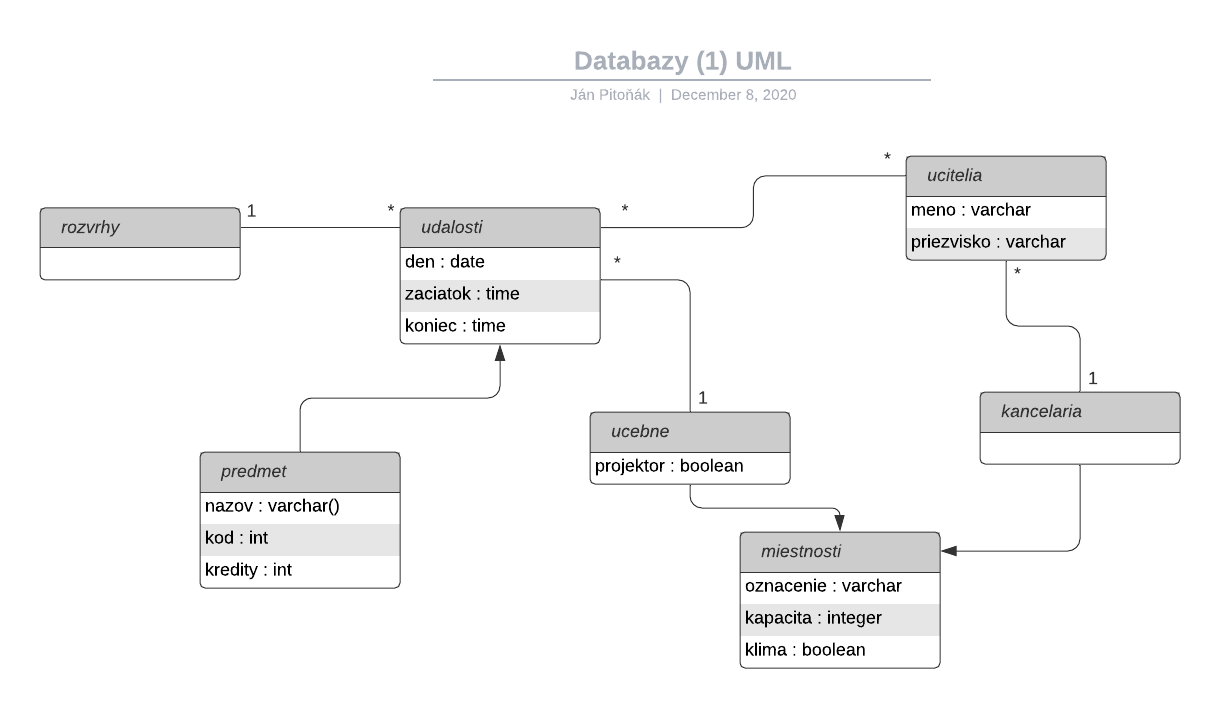 Databazy (1) UML
Ján Pitoňák | December 8, 2020
rozvrhy
1
*
udalosti
den : date
zaciatok : time
koniec : time
*
*
*
ucitelia
meno : varchar
priezvisko : varchar
*
1
kancelaria
1
ucebne
projektor : boolean
predmet
nazov : varchar()
kod : int
kredity : int
miestnosti
oznacenie : varchar
kapacita : integer
klima : boolean